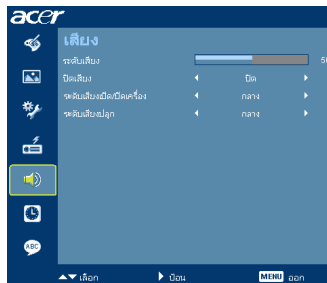 acer
เสียง
ระดับเสียง 50
ปิดเสียง ปิด
ระดับเสียงเปิด/ปิดเครื่อง กลาง
ระดับเสียงปลุก กลาง
ABC
เลือก ป้อน MENU ออก